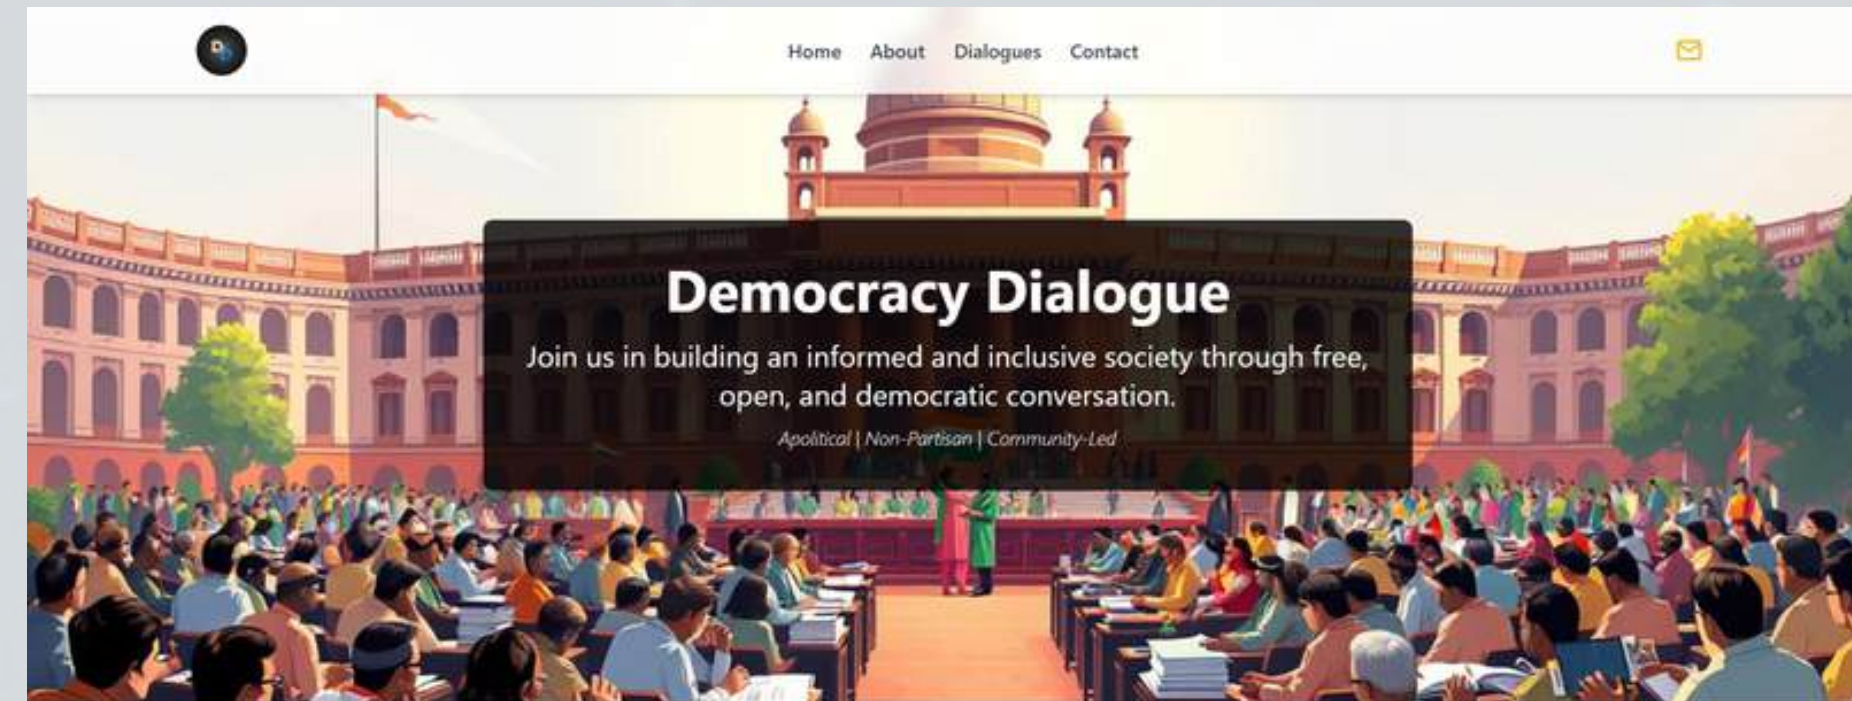 D
Home About Dialogues Contact
Democracy Dialogue
Join us in building an informed and inclusive society through free,
open, and democratic conversation.
Apolitical | Non-Partisan | Community-Led